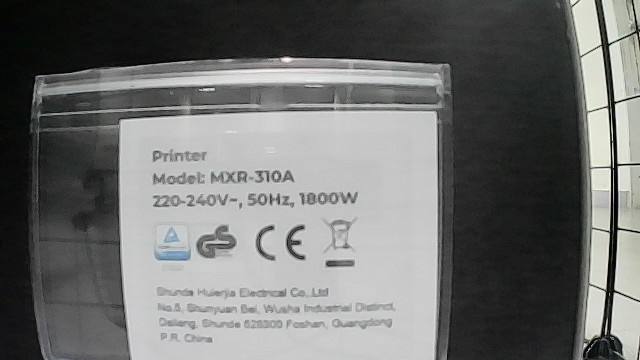 Printer
Model: MXR-310A
220-240V~, 50Hz, 1800W
CE
Shunde Huierjia Electrical Co.,Ltd
No.5, Shunyuan Bei, Wusha Industrial District,
Daliang, Shunde 528300 Foshan, Guangdong
P.R. China